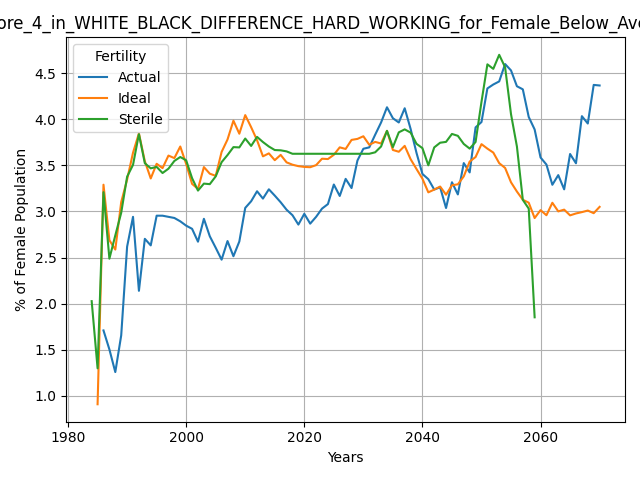 ore_4_in_WHITE_BLACK_DIFFERENCE_HARD_WORKING_for_Female_Below_Ave
Fertility
Actual
Ideal
Sterile
% of Female Population
4.5
4.0
3.5
3.0
2.5
2.0
1.5
1.0
1980
2000
2020
2040
2060
Years